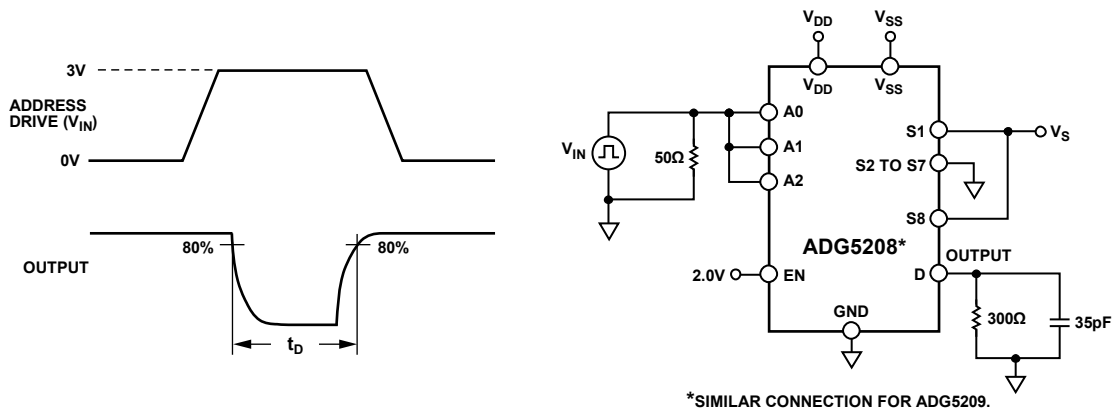 3V
ADDRESS
DRIVE (VIN)
0V
80%
80%
OUTPUT
tD
VDD
VSS
VDD
VSS
A0
A1
A2
VIN
50Ω
S1
VS
S2 TO S7
S8
ADG5208*
OUTPUT
2.0V
EN
D
GND
300Ω
35pF
*SIMILAR CONNECTION FOR ADG5209.